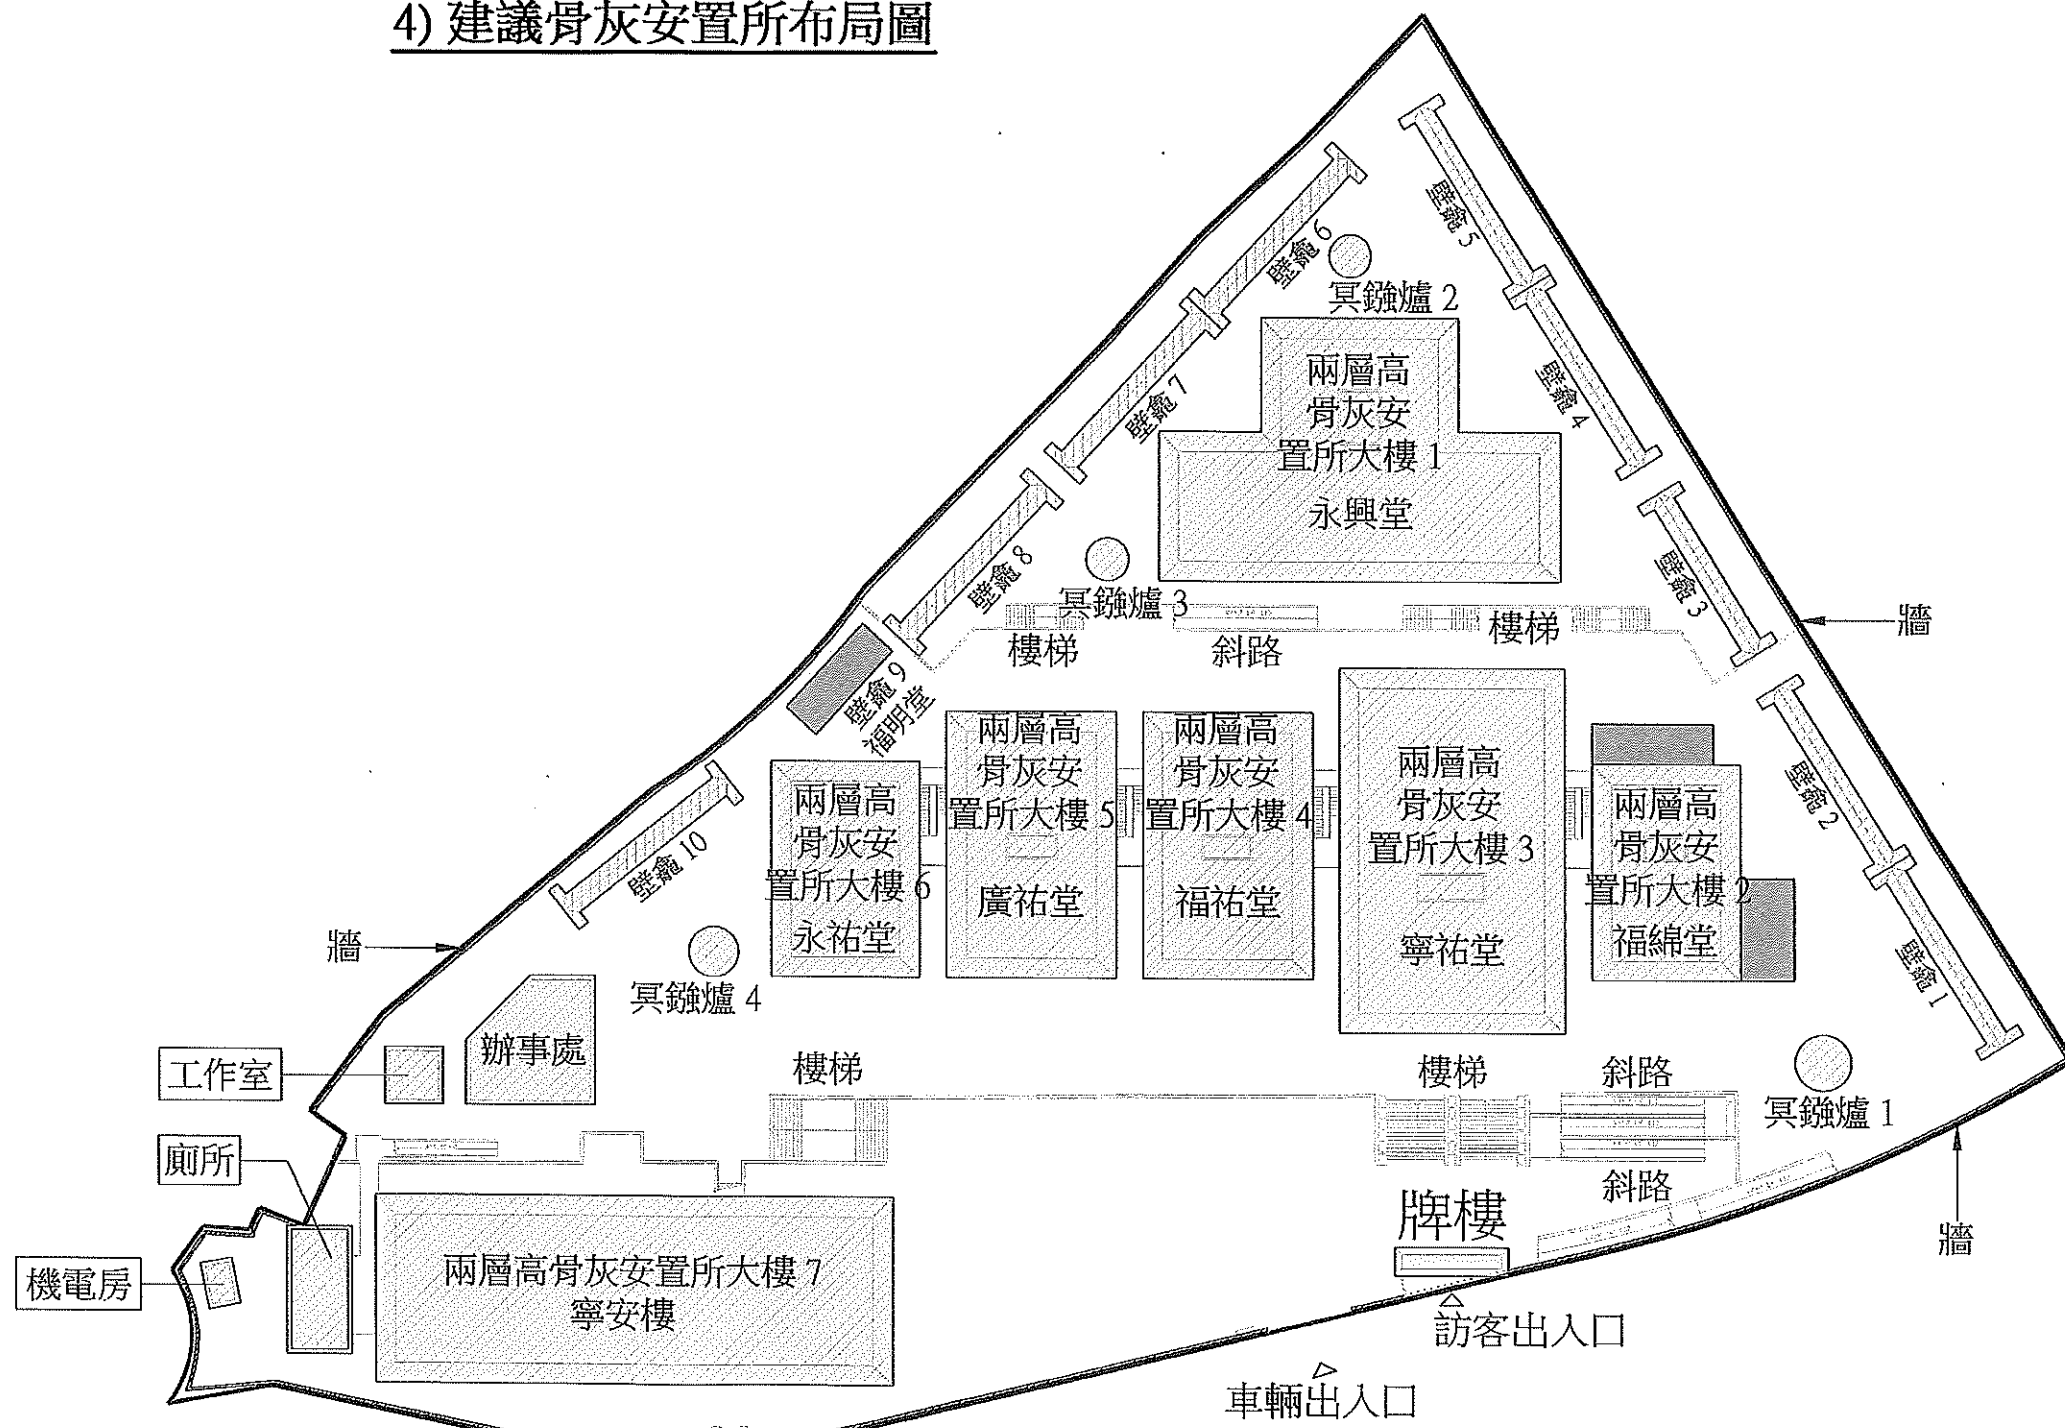 4) 建議骨灰安置所布局圖
壁龕 5
壁龕 6
冥鏹爐 2
壁龕 7
壁龕 4
兩層高
骨灰安
置所大樓 1
永興堂
壁龕 8
冥鏹爐 3
壁龕 3
牆
樓梯
斜路
樓梯
壁龕 9
福明堂
壁龕 2
兩層高
骨灰安
置所大樓 6
永祐堂
兩層高
骨灰安
置所大樓 5
廣祐堂
兩層高
骨灰安
置所大樓 4
福祐堂
兩層高
骨灰安
置所大樓 3
寧祐堂
兩層高
骨灰安
置所大樓 2
福綿堂
壁龕 10
壁龕 1
牆
冥鏹爐 4
辦事處
工作室
樓梯
樓梯
斜路
冥鏹爐 1
廁所
斜路
牌樓
牆
機電房
兩層高骨灰安置所大樓 7
寧安樓
訪客出入口
車輛出入口